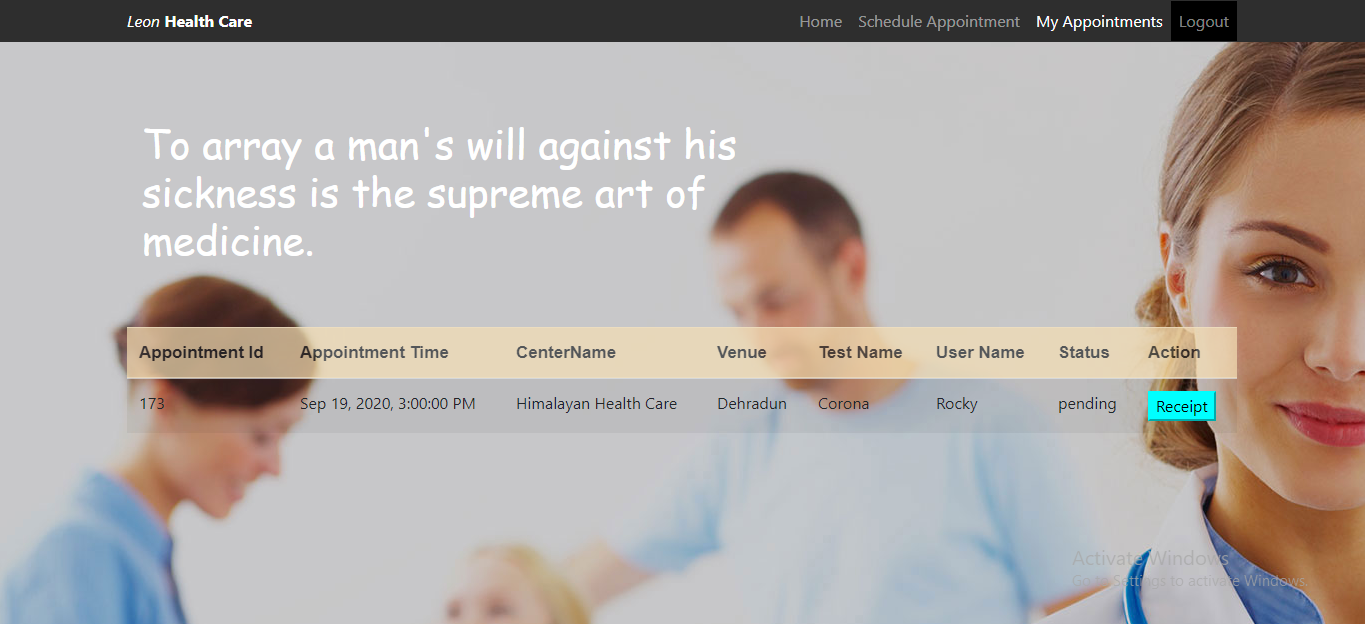 Leon Health Care Home Schedule Appointment My Appointments Logout
To array a man's will against his
sickness is the supreme art of
medicine.
Appointment Id Appointment Time CenterName Venue Test Name User Name Status Action
173 Sep 19, 2020, 3:00:00 PM Himalayan Health Care Dehradun Corona Rocky pending Receipt
Activate Windows
Go to Settings to activate Windows.